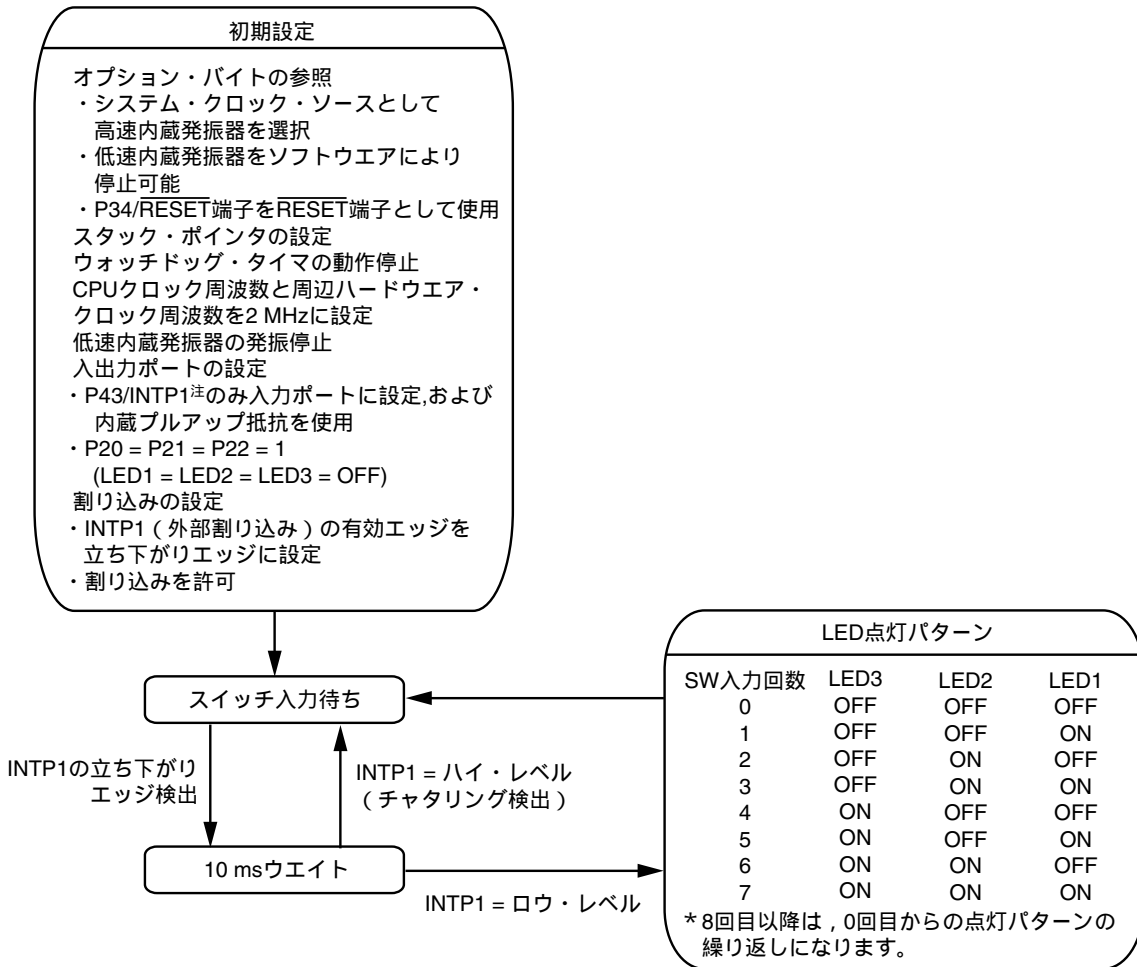 初期設定
オプション・バイトの参照
・システム・クロック・ソースとして
高速内蔵発振器を選択
・低速内蔵発振器をソフトウエアにより
停止可能
・P34/RESET端子をRESET端子として使用
スタック・ポインタの設定
ウォッチドッグ・タイマの動作停止
CPUクロック周波数と周辺ハードウエア・
クロック周波数を2 MHzに設定
低速内蔵発振器の発振停止
入出力ポートの設定
・P43/INTP1注のみ入力ポートに設定,および
内蔵プルアップ抵抗を使用
・P20 = P21 = P22 = 1
(LED1 = LED2 = LED3 = OFF)
割り込みの設定
・INTP1（外部割り込み）の有効エッジを
立ち下がりエッジに設定
・割り込みを許可
スイッチ入力待ち
INTP1の立ち下がり
エッジ検出
INTP1 = ハイ・レベル
（チャタリング検出）
10 msウエイト
INTP1 = ロウ・レベル
LED点灯パターン
SW入力回数 LED3 LED2 LED1
0 OFF OFF OFF
1 OFF OFF ON
2 OFF ON OFF
3 OFF ON ON
4 ON OFF OFF
5 ON OFF ON
6 ON ON OFF
7 ON ON ON
*8回目以降は，0回目からの点灯パターンの
繰り返しになります。